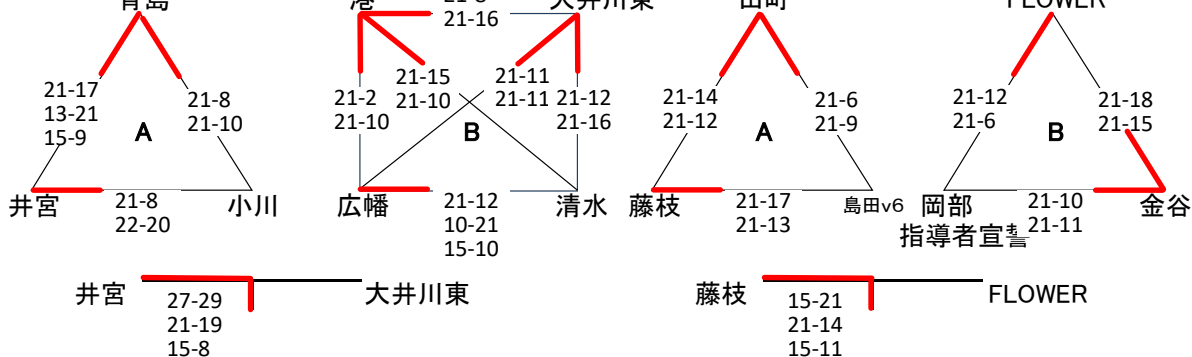 青島
港
21-16
大井川東
田町
FLOWER
21-17
13-21
15-9
21-8
21-10
A
井宮
21-8
22-20
小川
21-2
21-10
21-15
21-10
21-11
21-11
21-12
21-16
B
広幡
21-12
10-21
15-10
清水
21-14
21-12
21-6
21-9
A
藤枝
21-17
21-13
島田v6
21-12
21-6
21-18
21-15
B
岡部
21-10
21-11
金谷
指導者宣誓
井宮
27-29
21-19
15-8
大井川東
藤枝
15-21
21-14
15-11
FLOWER